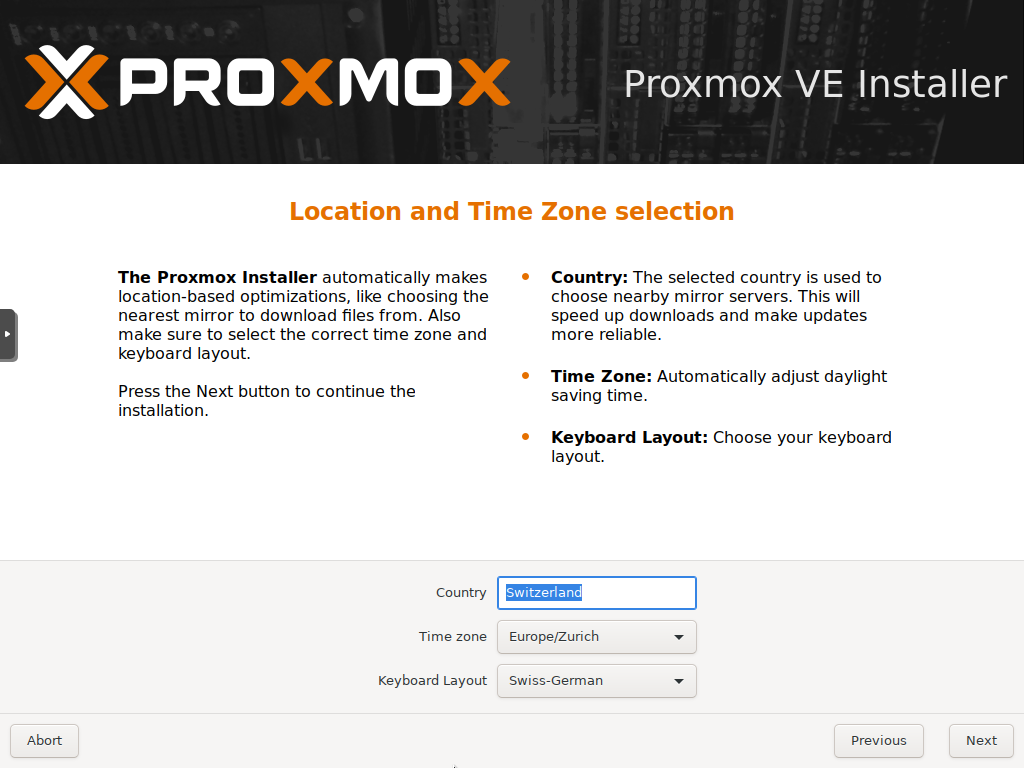 PROXMOX
Proxmox VE Installer
Location and Time Zone selection
The Proxmox Installer automatically makes
location-based optimizations, like choosing the
nearest mirror to download files from. Also
make sure to select the correct time zone and
keyboard layout.
Press the Next button to continue the
installation.
Country: The selected country is used to
choose nearby mirror servers. This will
speed up downloads and make updates
more reliable.
Time Zone: Automatically adjust daylight
saving time.
Keyboard Layout: Choose your keyboard
layout.
Country
Switzerland
Time zone
Europe/Zurich
Keyboard Layout
Swiss-German
Abort
Previous
Next